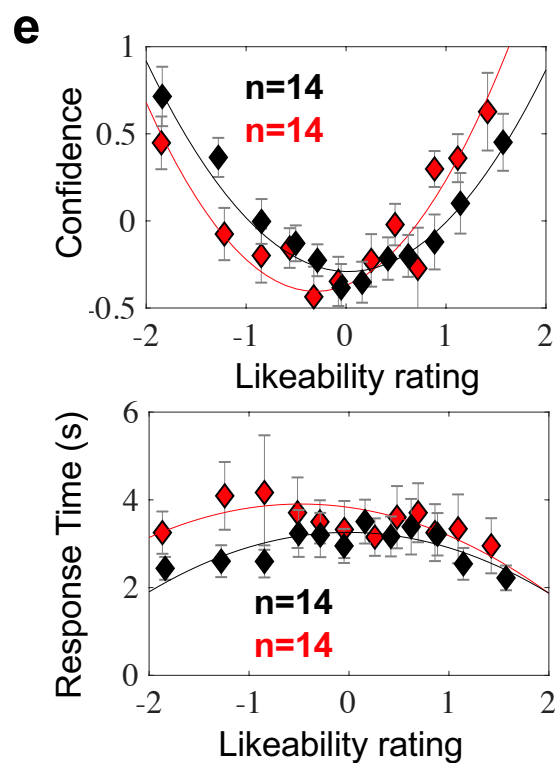 e
Confidence
1
0.5
0
-0.5
n=14
n=14
-2 -1 0 1 2
Likeability rating
Response Time (s)
6
4
2
0
n=14
n=14
-2 -1 0 1 2
Likeability rating